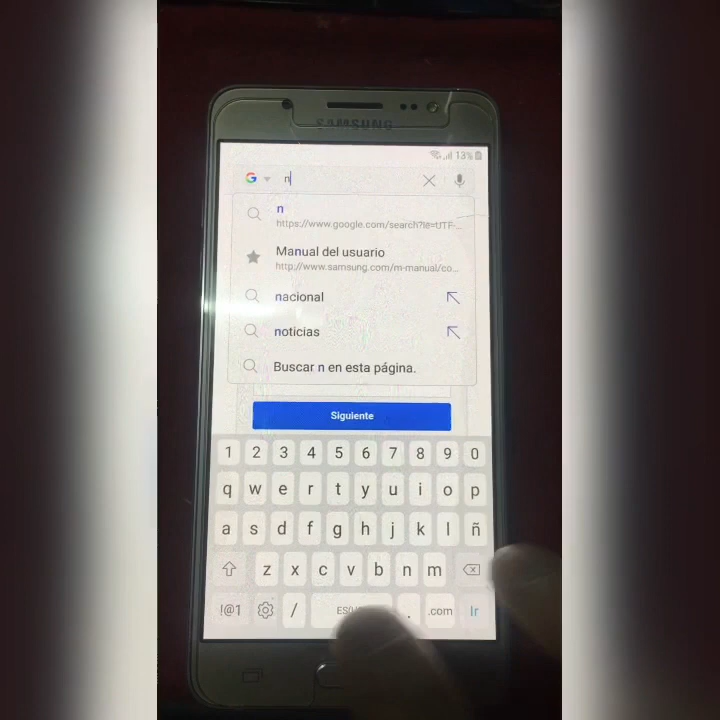 SAMSUNG
13%
G n
n
https://www.google.com/search?ie=UTF-...
Manual del usuario
http://www.samsung.com/m-manual/co...
nacional
noticias
Buscar n en esta página.
Siguiente
1 2 3 4 5 6 7 8 9 0
q w e r t y u i o p
a s d f g h j k l ñ
z x c v b n m
!@1 / . .com Ir